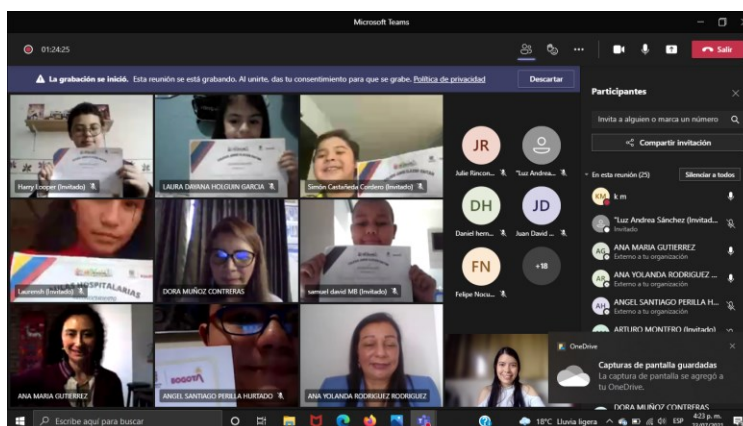 Microsoft Teams
01:24:25
Salir
La grabación se inició. Esta reunión se está grabando. Al unirte, das tu consentimiento para que se grabe. Política de privacidad
Descartar
Harry Looper (Invitado)
LAURA DAYANA HOLGUIN GARCIA
Simón Castañeda Cordero (Invitado)
Laurensh (Invitado)
LAS HOSPITALARIAS
DORA MUÑOZ CONTRERAS
samuel david MB (Invitado)
ANA MARIA GUTIERREZ
BOGOTÁ
ANGEL SANTIAGO PERILLA HURTADO
ANA YOLANDA RODRIGUEZ RODRIGUEZ
JR
Julie Rincon...
"Luz Andrea...
DH
Daniel hern...
JD
Juan David ...
FN
Felipe Nocu...
+18
Participantes
Invita a alguien o marca un número
Compartir invitación
En esta reunión (25)
Silenciar a todos
KM
k m
"Luz Andrea Sánchez (Invitad...
Invitado
AG
ANA MARIA GUTIERREZ
Externo a tu organización
AR
ANA YOLANDA RODRIGUEZ ...
Externo a tu organización
AH
ANGEL SANTIAGO PERILLA H...
Externo a tu organización
ARTURO MONTERO (Invitado)
OneDrive
Capturas de pantalla guardadas
La captura de pantalla se agregó a
tu OneDrive.
DORA MUÑOZ CONTRERAS
Escribe aquí para buscar
18°C Lluvia ligera
ESP
4:23 p. m.